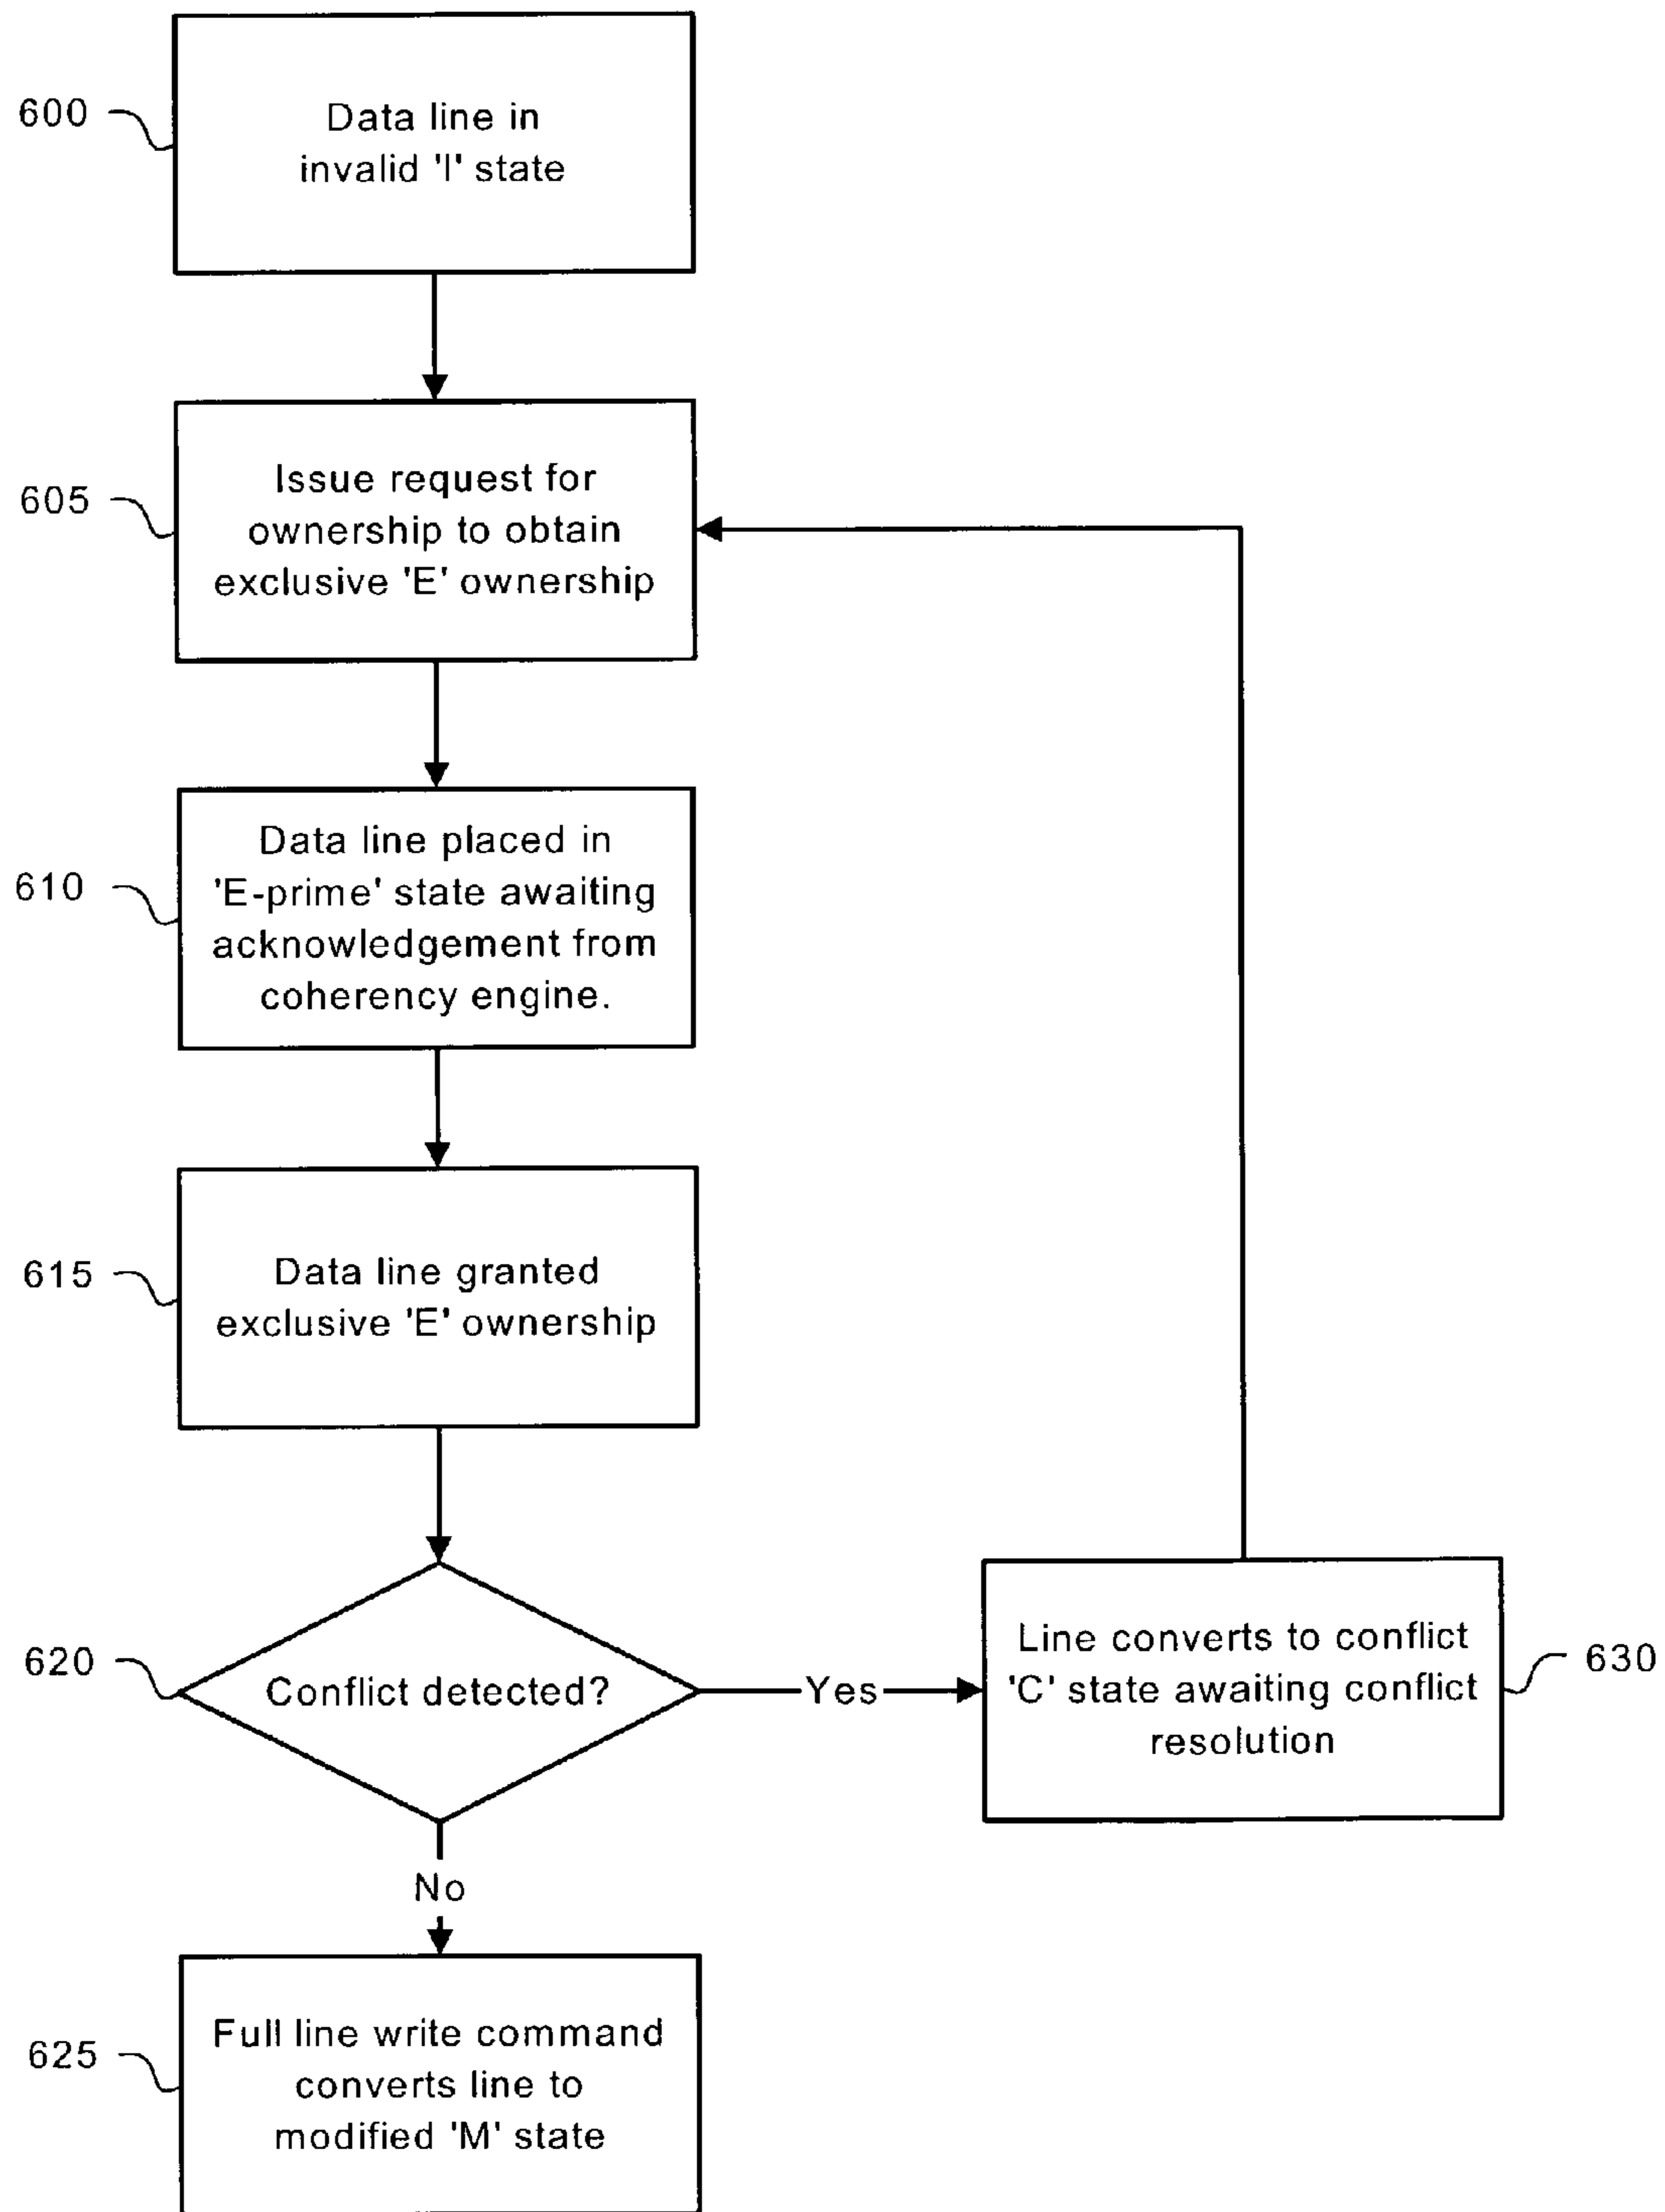 600
Data line in
invalid 'I' state
605
Issue request for
ownership to obtain
exclusive 'E' ownership
610
Data line placed in
'E-prime' state awaiting
acknowledgement from
coherency engine.
615
Data line granted
exclusive 'E' ownership
620
Conflict detected?
Yes
Line converts to conflict
'C' state awaiting conflict
resolution
630
No
625
Full line write command
converts line to
modified 'M' state